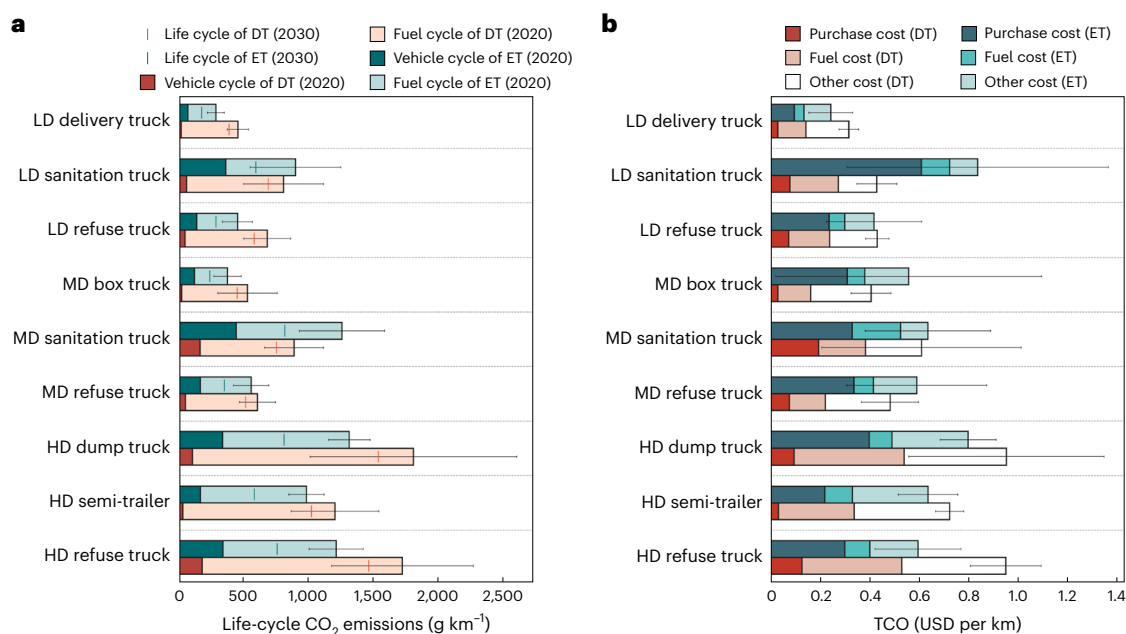 a
Life cycle of DT (2030)
Fuel cycle of DT (2020)
Life cycle of ET (2030)
Vehicle cycle of ET (2020)
Vehicle cycle of DT (2020)
Fuel cycle of ET (2020)
LD delivery truck
LD sanitation truck
LD refuse truck
MD box truck
MD sanitation truck
MD refuse truck
HD dump truck
HD semi-trailer
HD refuse truck
0 500 1,000 1,500 2,000 2,500
Life-cycle CO₂ emissions (g km⁻¹)
b
Purchase cost (DT)
Purchase cost (ET)
Fuel cost (DT)
Fuel cost (ET)
Other cost (DT)
Other cost (ET)
LD delivery truck
LD sanitation truck
LD refuse truck
MD box truck
MD sanitation truck
MD refuse truck
HD dump truck
HD semi-trailer
HD refuse truck
0 0.2 0.4 0.6 0.8 1.0 1.2 1.4
TCO (USD per km)